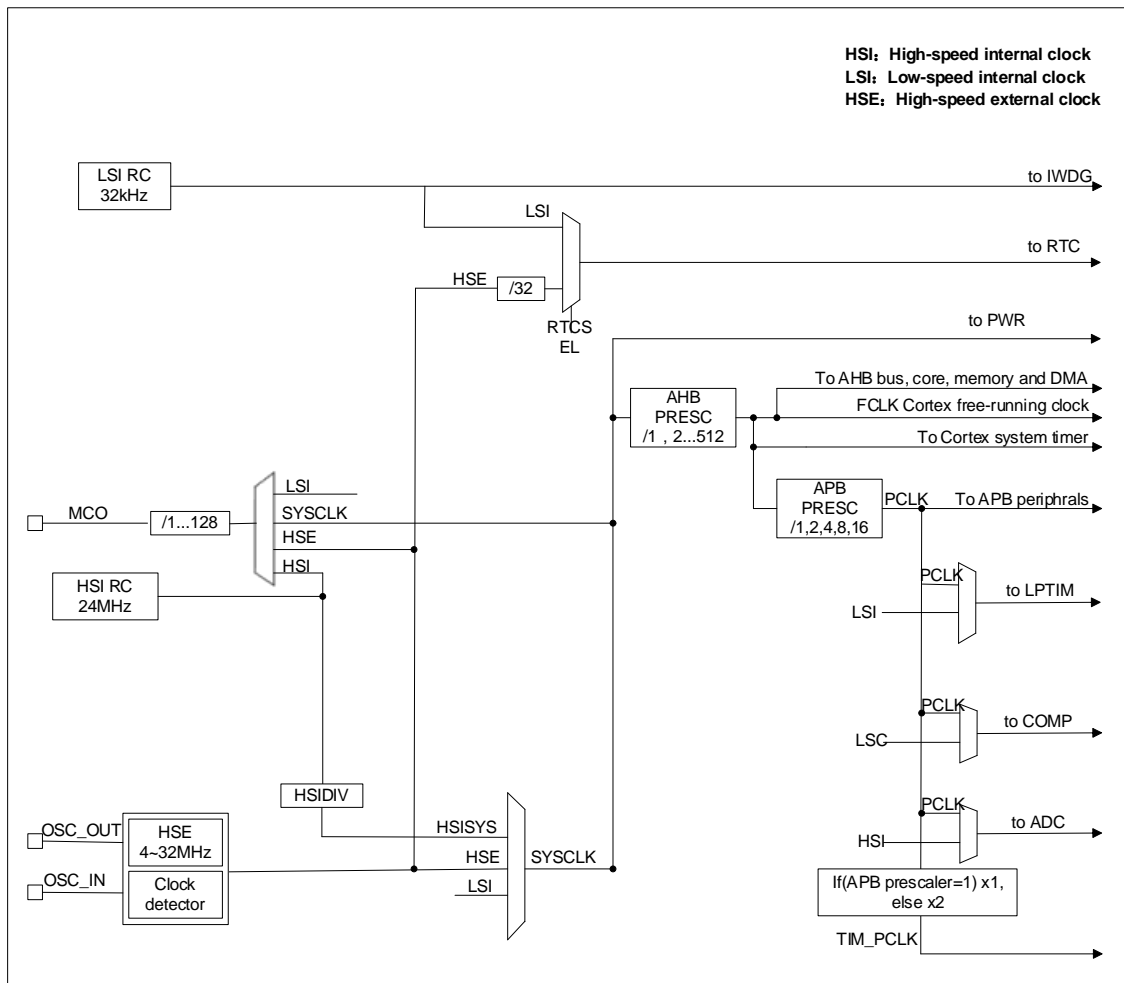 HSI：High-speed internal clock
LSI：Low-speed internal clock
HSE：High-speed external clock
LSI RC
32kHz
to IWDG
LSI
to RTC
HSE
/32
RTCS
EL
to PWR
To AHB bus, core, memory and DMA
AHB
PRESC
/1 , 2...512
FCLK Cortex free-running clock
To Cortex system timer
LSI
APB
PRESC
/1,2,4,8,16
PCLK
To APB periphrals
MCO
/1...128
SYSCLK
HSE
HSI
HSI RC
24MHz
PCLK
to LPTIM
LSI
PCLK
to COMP
LSC
HSIDIV
PCLK
to ADC
HSI
OSC_OUT
HSE
4~32MHz
HSISYS
HSE
SYSCLK
LSI
OSC_IN
Clock
detector
If(APB prescaler=1) x1,
else x2
TIM_PCLK